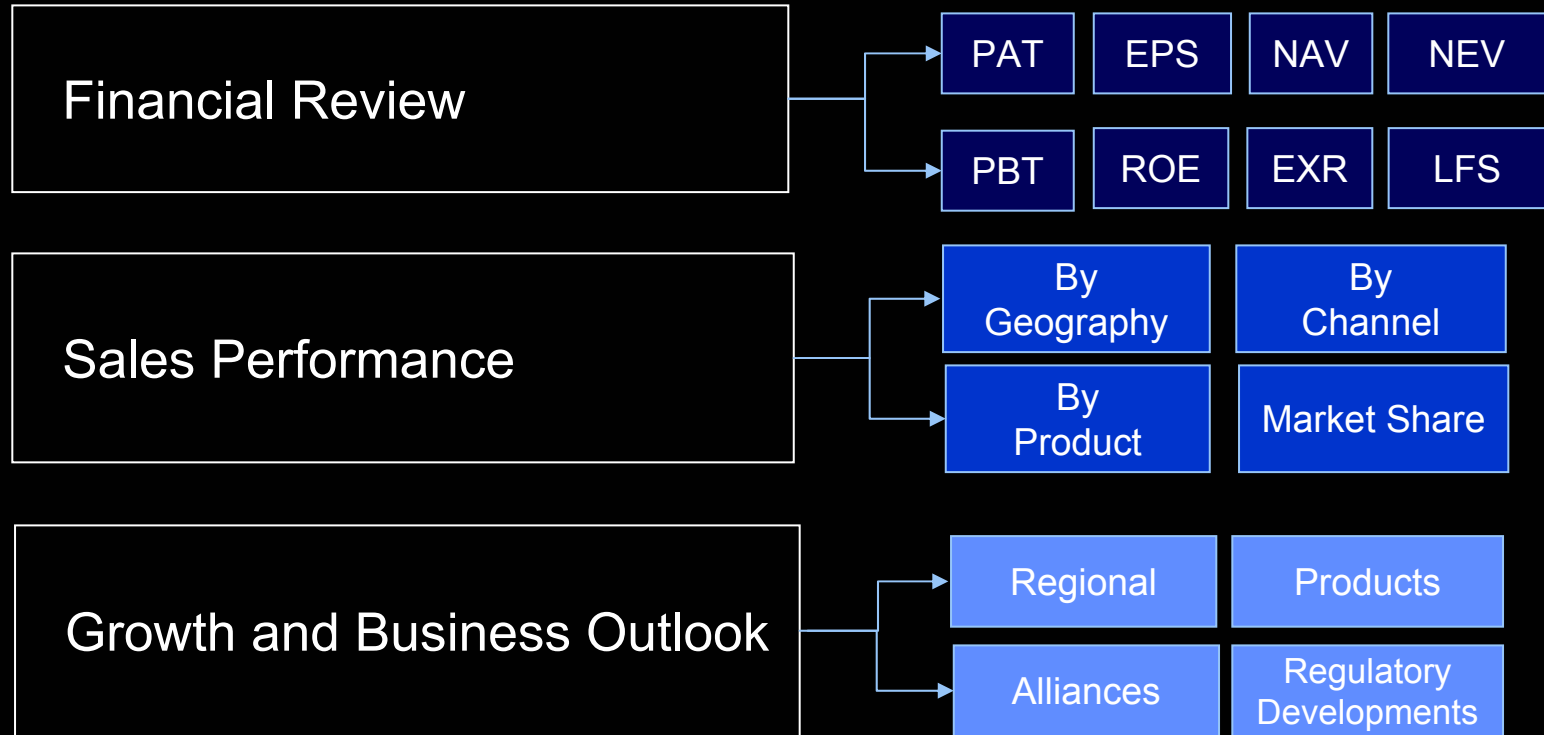 Financial Review
PAT
EPS
NAV
NEV
PBT
ROE
EXR
LFS
Sales Performance
By
Geography
By
Channel
By
Product
Market Share
Growth and Business Outlook
Regional
Products
Alliances
Regulatory
Developments